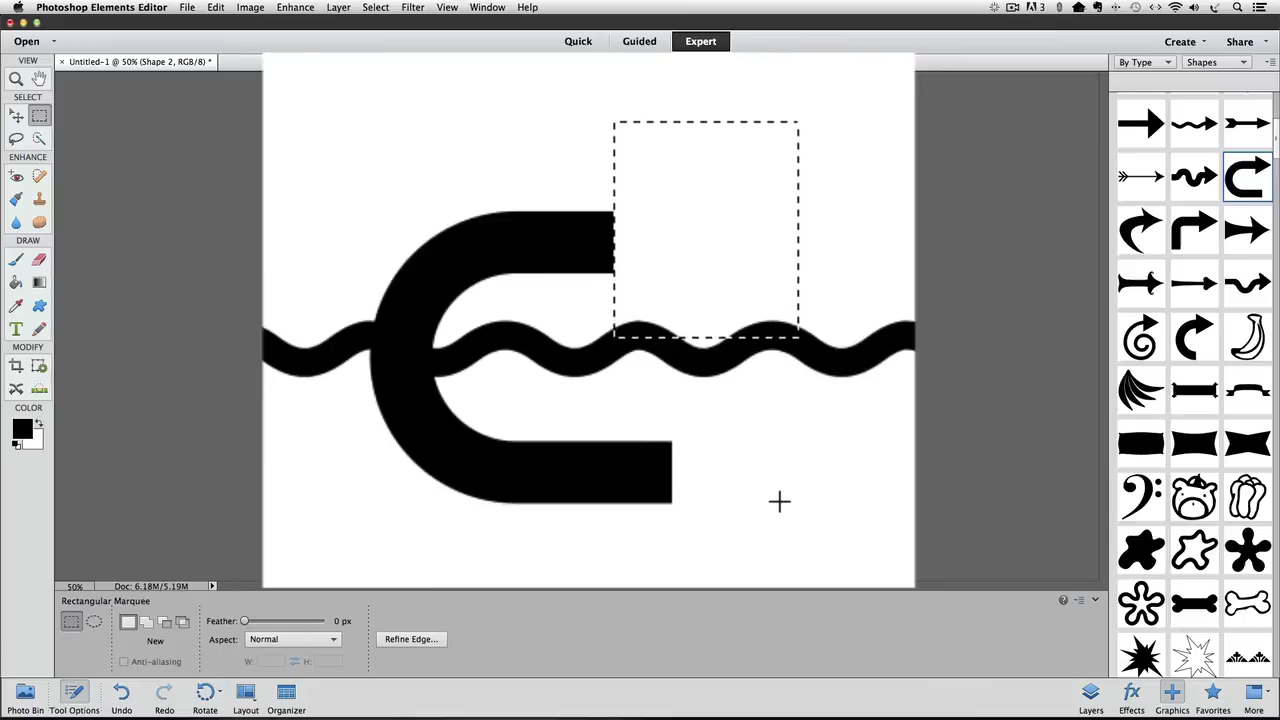 Photoshop Elements Editor File Edit Image Enhance Layer Select Filter View Window Help 3
Open Quick Guided Expert Create Share
VIEW × Untitled-1 @ 50% (Shape 2, RGB/8) * By Type Shapes
SELECT
ENHANCE
DRAW
T
MODIFY
COLOR
50% Doc: 6.18M/5.19M
Rectangular Marquee
Feather: 0 px
New Aspect: Normal Refine Edge...
Anti-aliasing W: H:
Photo Bin Tool Options Undo Redo Rotate Layout Organizer Layers Effects Graphics Favorites More